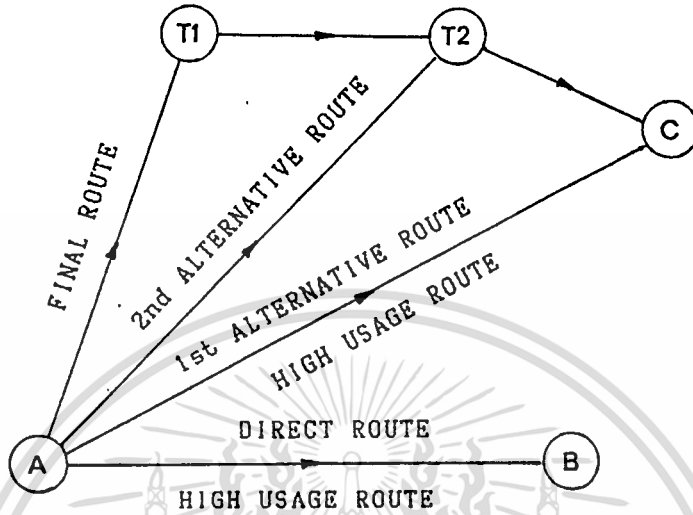 T1
T2
C
FINAL ROUTE
2nd ALTERNATIVE ROUTE
1st ALTERNATIVE ROUTE
HIGH USAGE ROUTE
A
DIRECT ROUTE
B
HIGH USAGE ROUTE